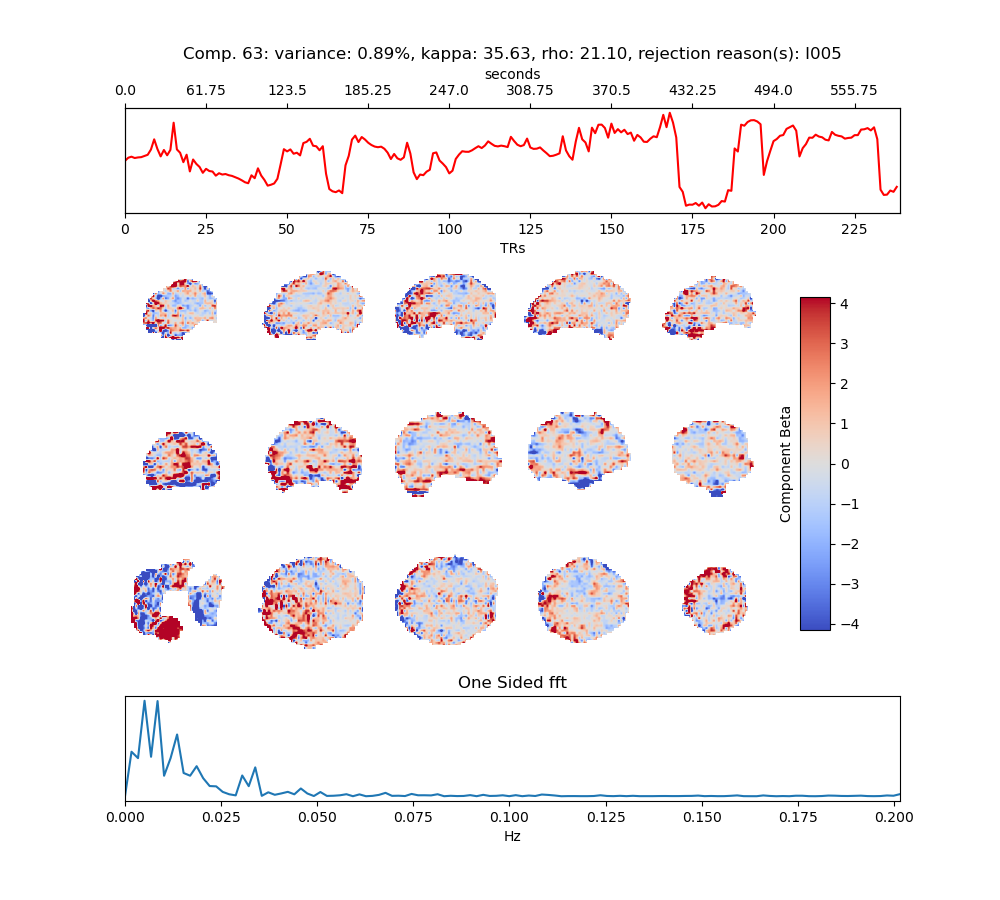 Comp. 63: variance: 0.89%, kappa: 35.63, rho: 21.10, rejection reason(s): I005
seconds
0.0 61.75 123.5 185.25 247.0 308.75 370.5 432.25 494.0 555.75
0 25 50 75 100 125 150 175 200 225
TRs
4
3
2
1
0
−1
−2
−3
−4
Component Beta
One Sided fft
0.000 0.025 0.050 0.075 0.100 0.125 0.150 0.175 0.200
Hz